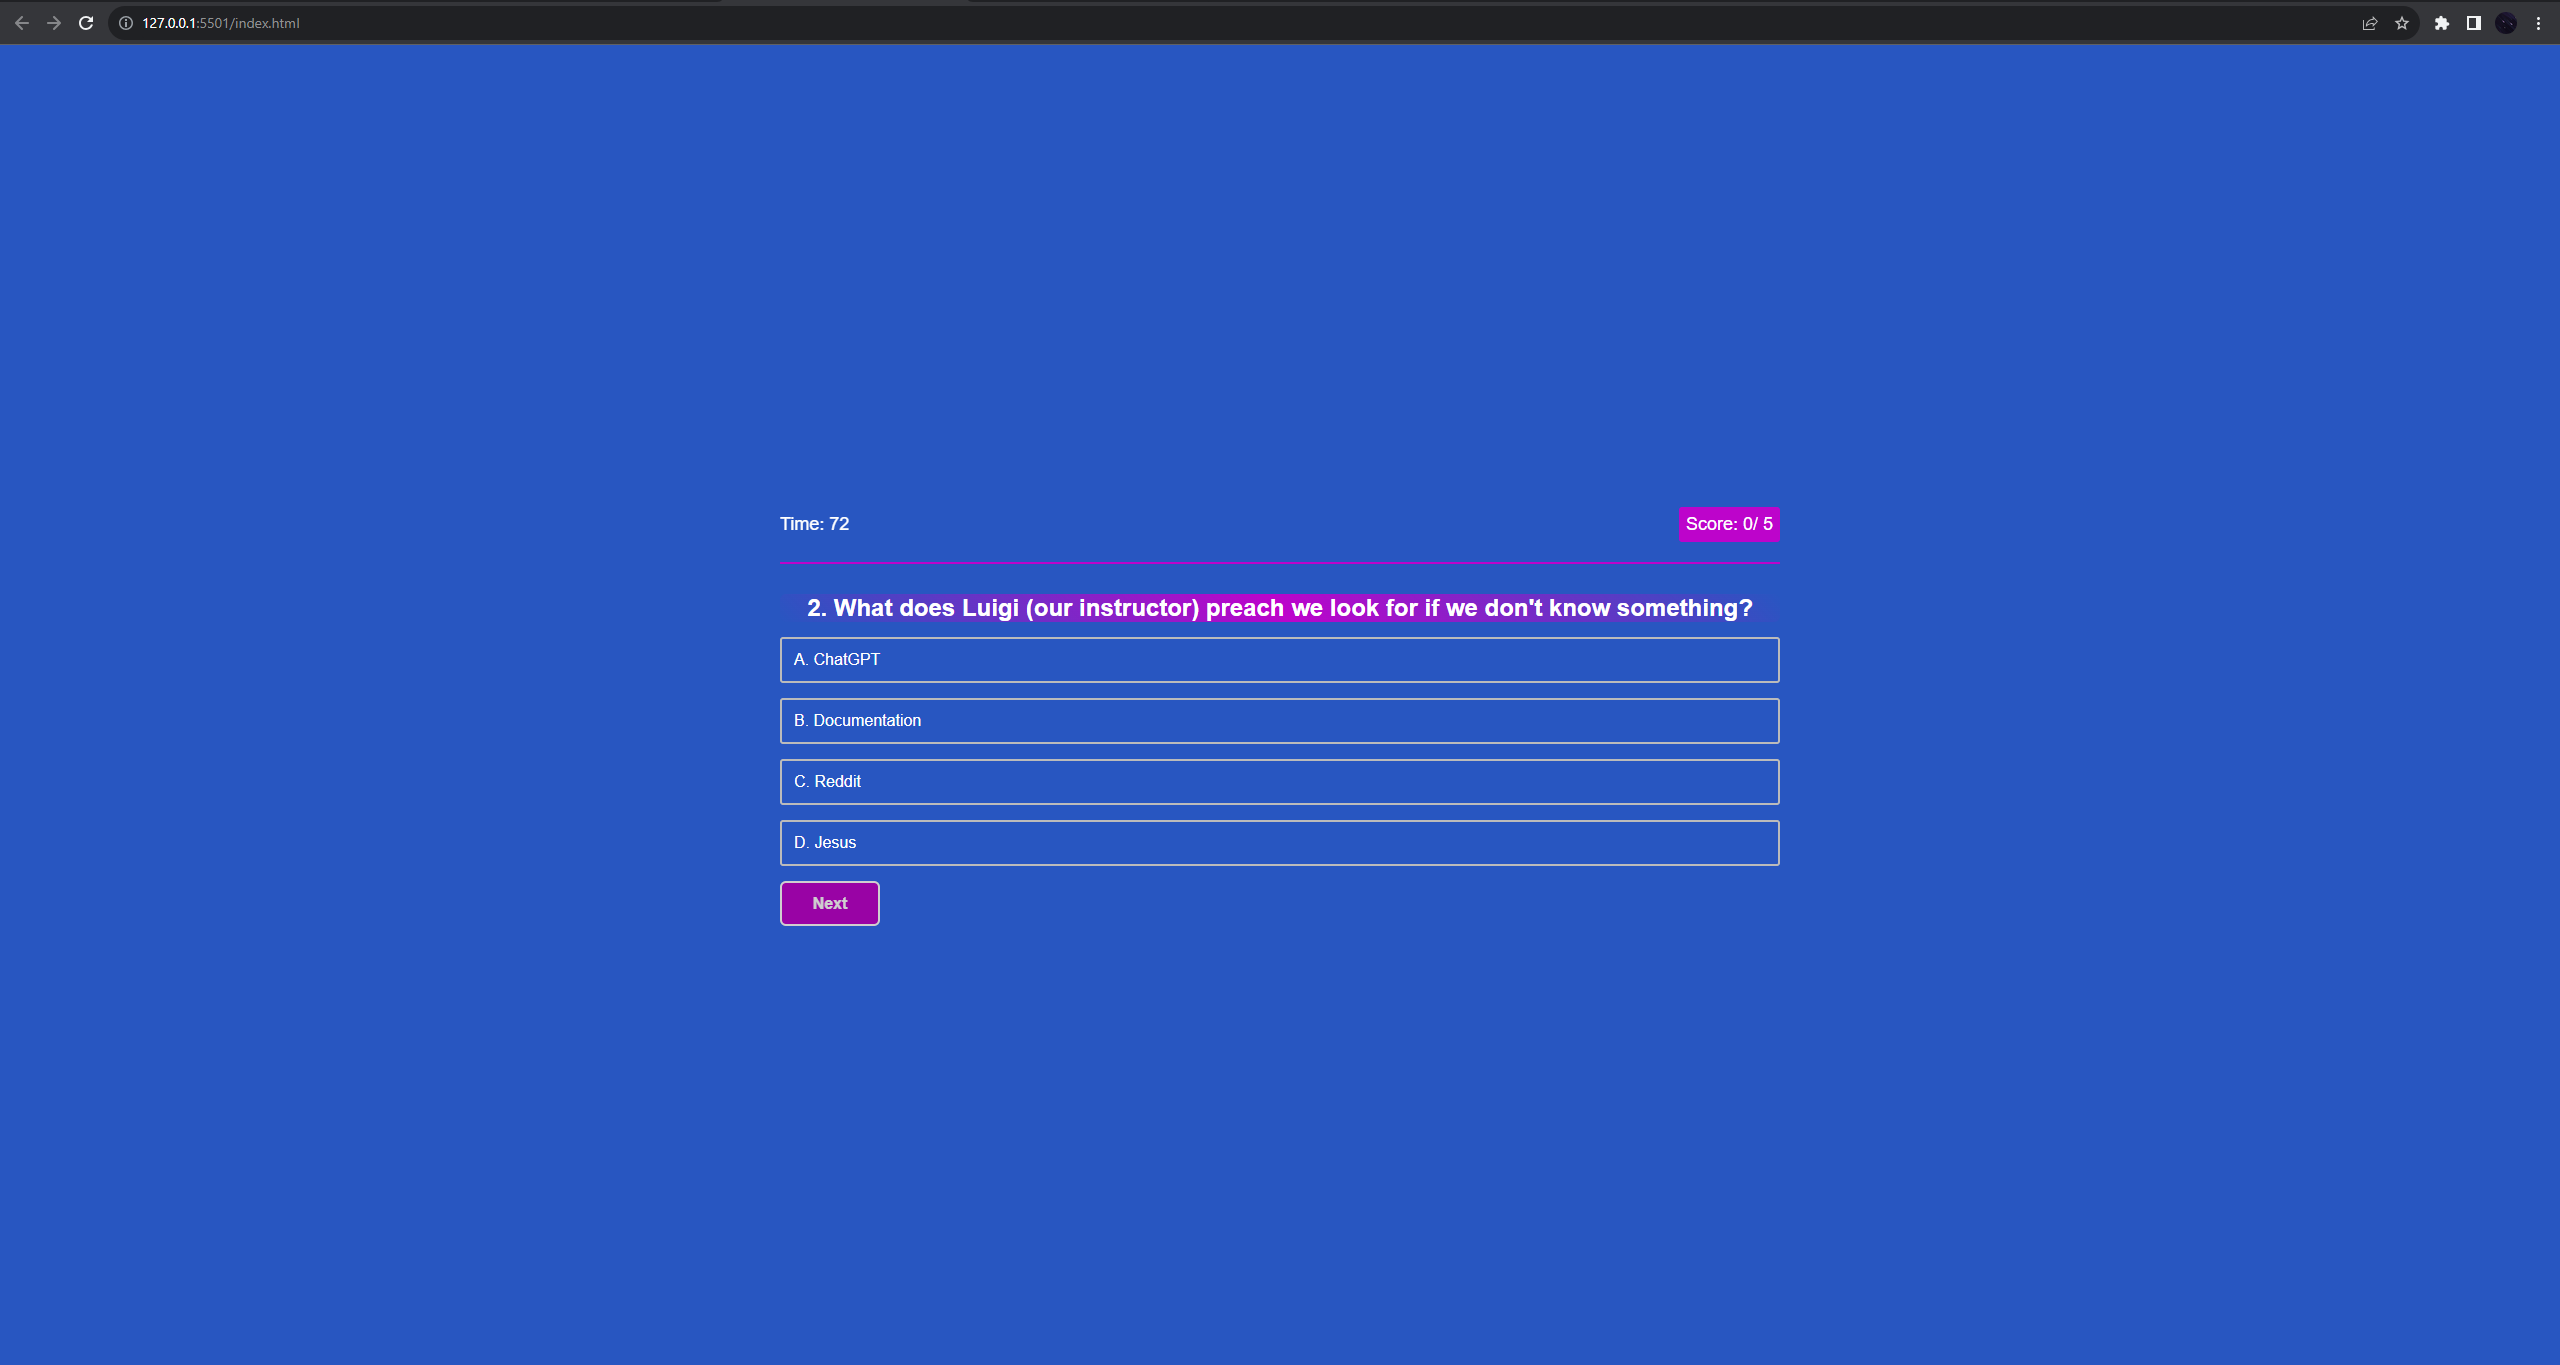 127.0.0.1:5501/index.html
Time: 72
Score: 0/ 5
2. What does Luigi (our instructor) preach we look for if we don't know something?
A. ChatGPT
B. Documentation
C. Reddit
D. Jesus
Next